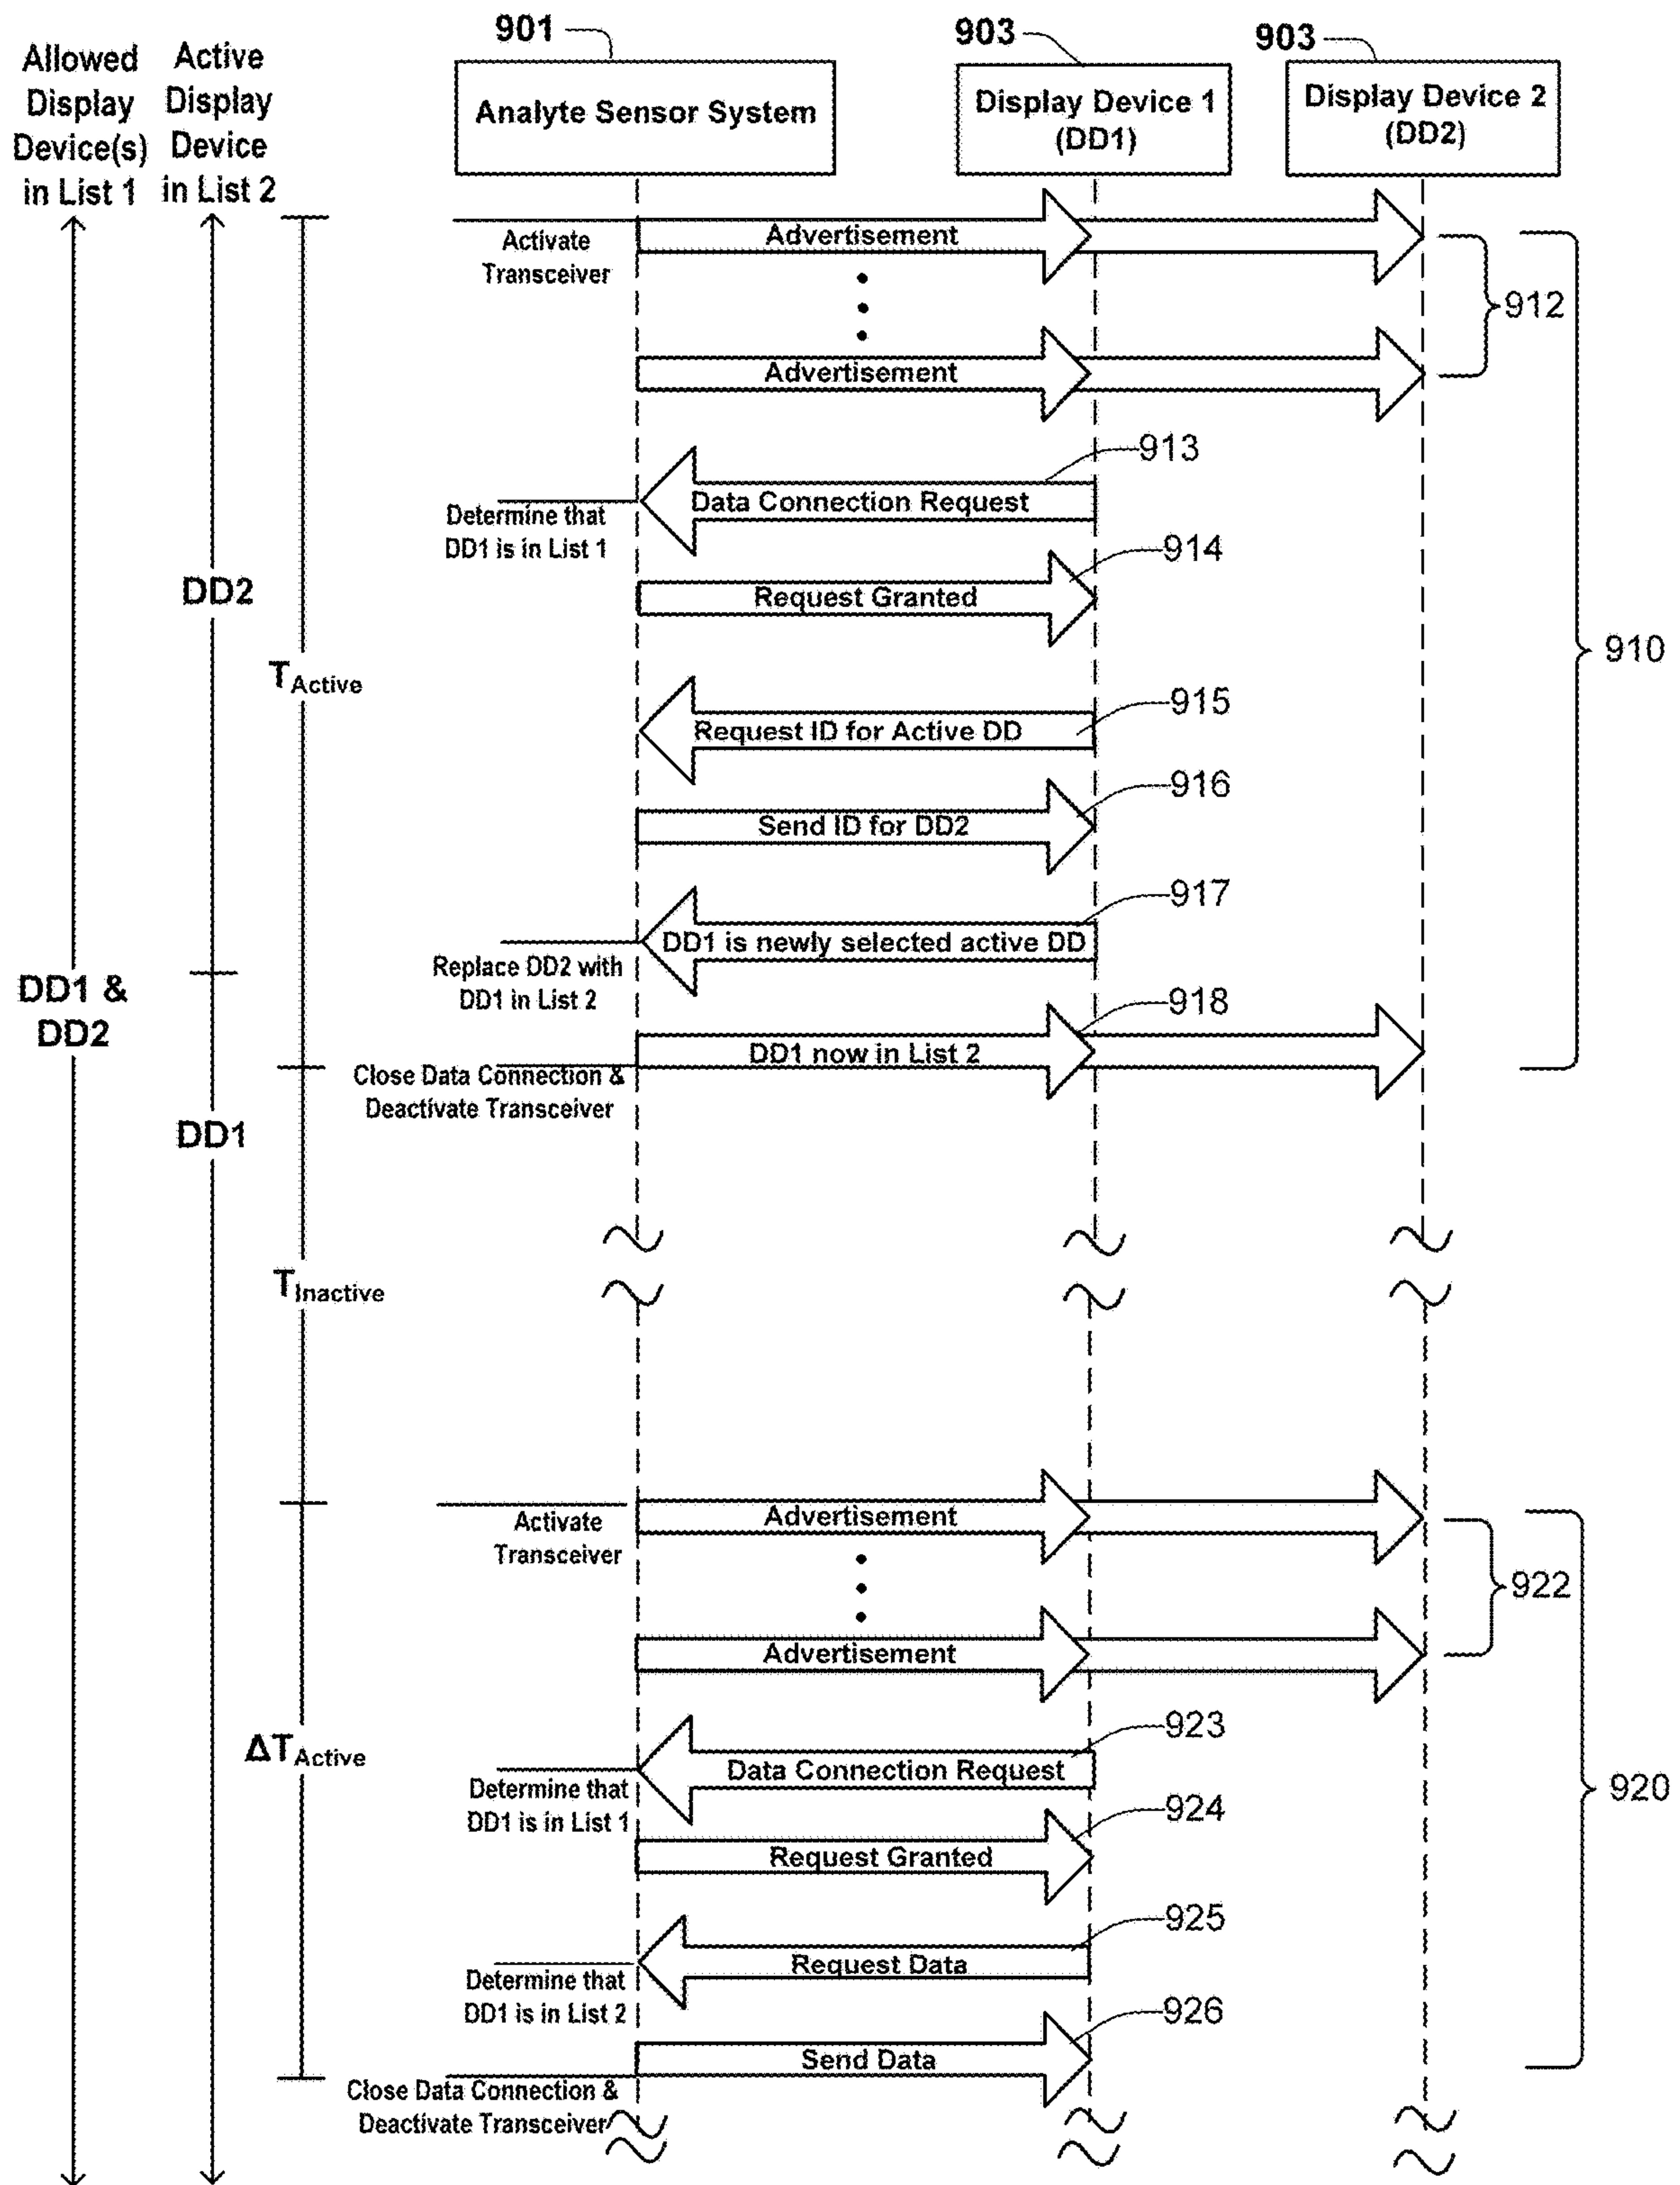 Allowed
Display
Device(s)
in List 1
Active
Display
Device
in List 2
901
903
903
Analyte Sensor System
Display Device 1
(DD1)
Display Device 2
(DD2)
Activate
Transceiver
Advertisement
912
Advertisement
913
Data Connection Request
Determine that
DD1 is in List 1
914
Request Granted
DD2
910
TActive
915
Request ID for Active DD
916
Send ID for DD2
917
DD1 is newly selected active DD
Replace DD2 with
DD1 in List 2
DD1 &
DD2
918
DD1 now in List 2
Close Data Connection &
Deactivate Transceiver
DD1
TInactive
Activate
Transceiver
Advertisement
922
Advertisement
923
Data Connection Request
ΔTActive
Determine that
DD1 is in List 1
920
924
Request Granted
925
Request Data
Determine that
DD1 is in List 2
926
Send Data
Close Data Connection &
Deactivate Transceiver